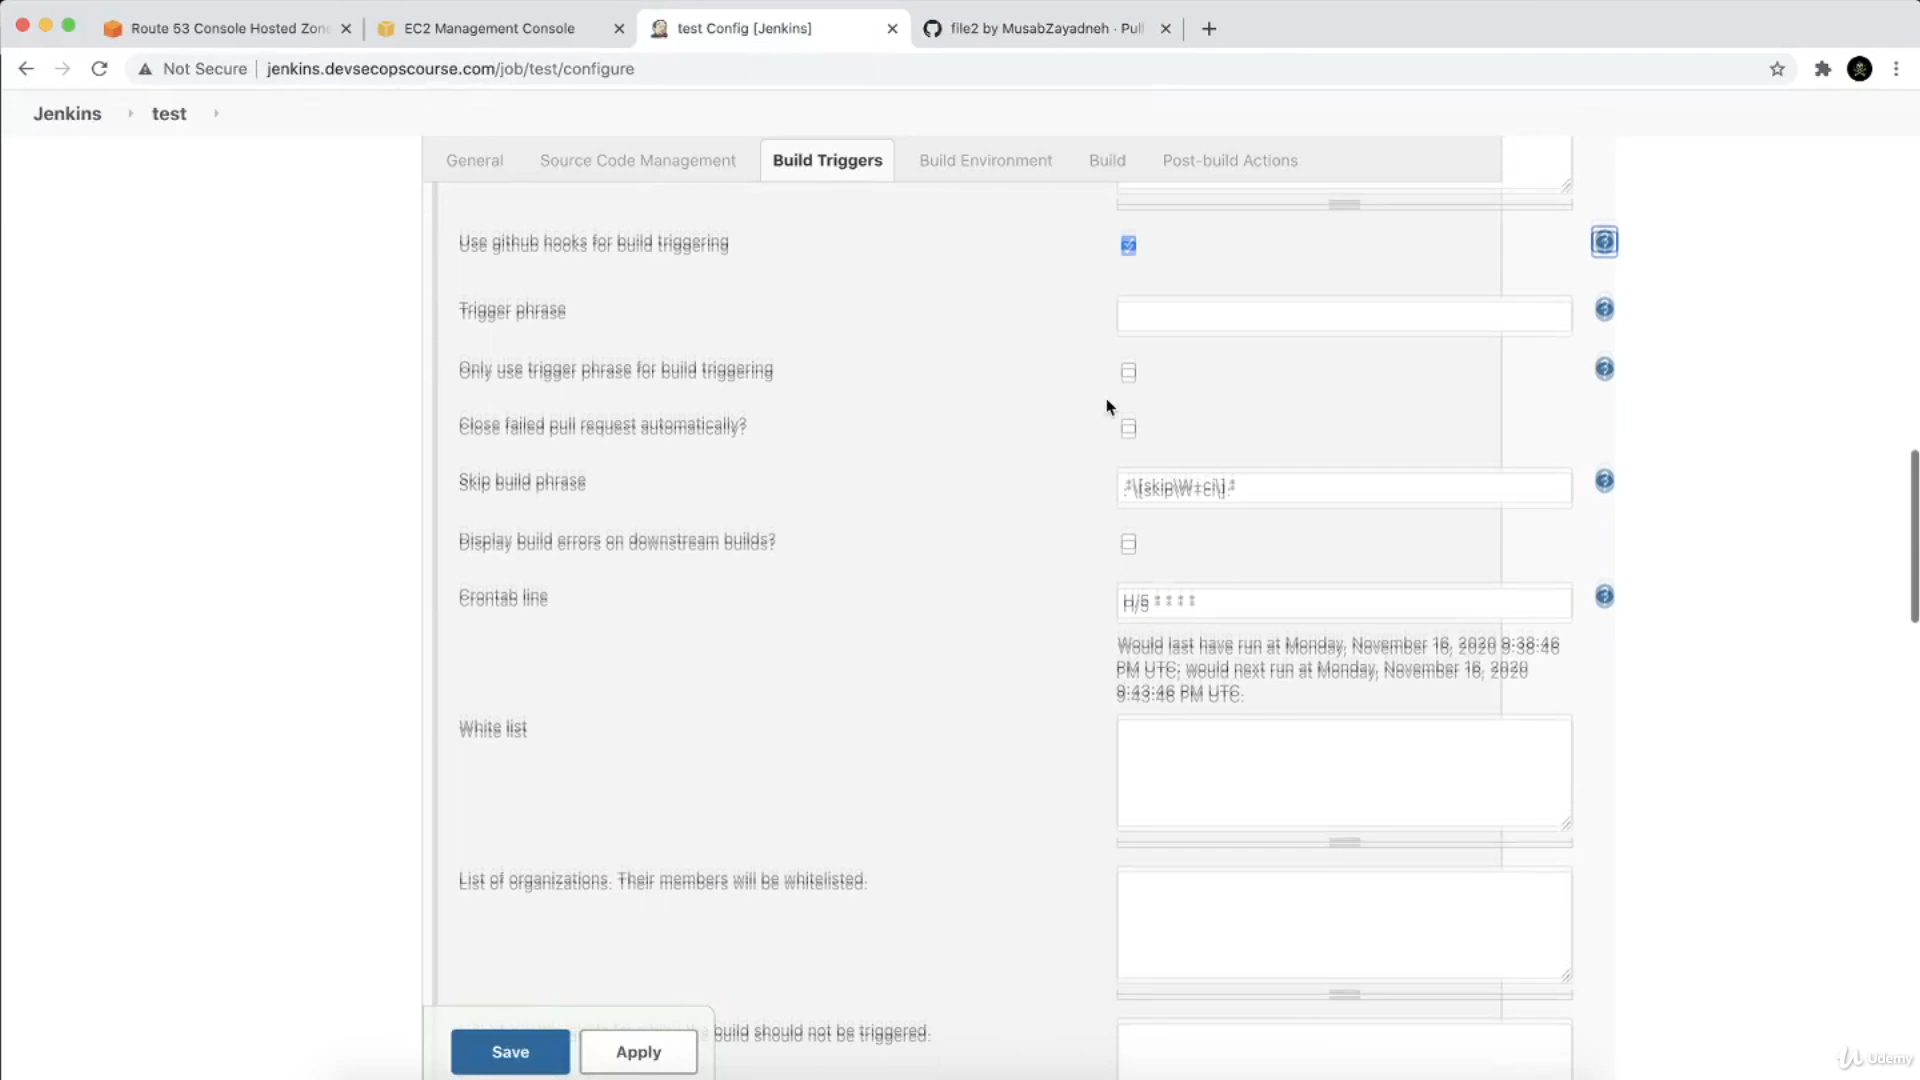 Route 53 Console Hosted Zone
EC2 Management Console
test Config [Jenkins]
file2 by MusabZayadneh · Pull
Not Secure
jenkins.devsecopscourse.com/job/test/configure
Jenkins
test
General
Source Code Management
Build Triggers
Build Environment
Build
Post-build Actions
Use github hooks for build triggering
Trigger phrase
Only use trigger phrase for build triggering
Close failed pull request automatically?
Skip build phrase
.*\[skip\W+ci\].*
Display build errors on downstream builds?
Crontab line
H/5 * * * *
Would last have run at Monday, November 16, 2020 9:38:46
PM UTC; would next run at Monday, November 16, 2020
9:43:46 PM UTC.
White list
List of organizations. Their members will be whitelisted.
build should not be triggered.
Save
Apply
Udemy